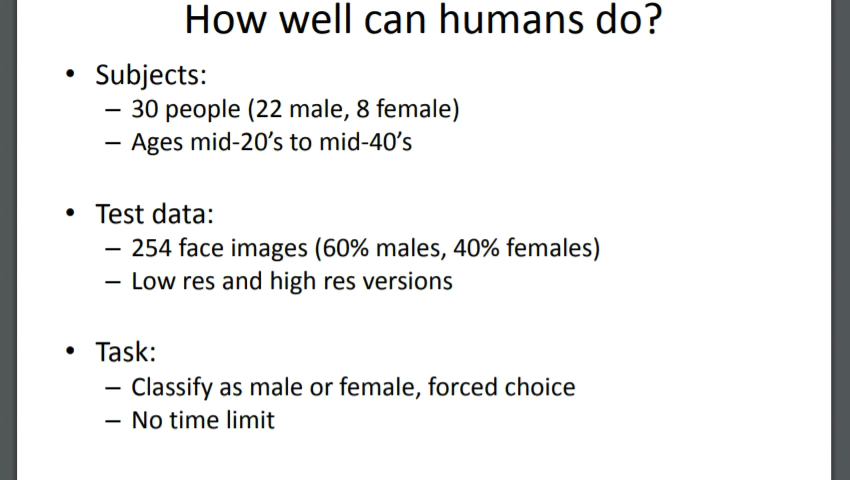 How well can humans do?
• Subjects:
– 30 people (22 male, 8 female)
– Ages mid-20’s to mid-40’s
• Test data:
– 254 face images (60% males, 40% females)
– Low res and high res versions
• Task:
– Classify as male or female, forced choice
– No time limit